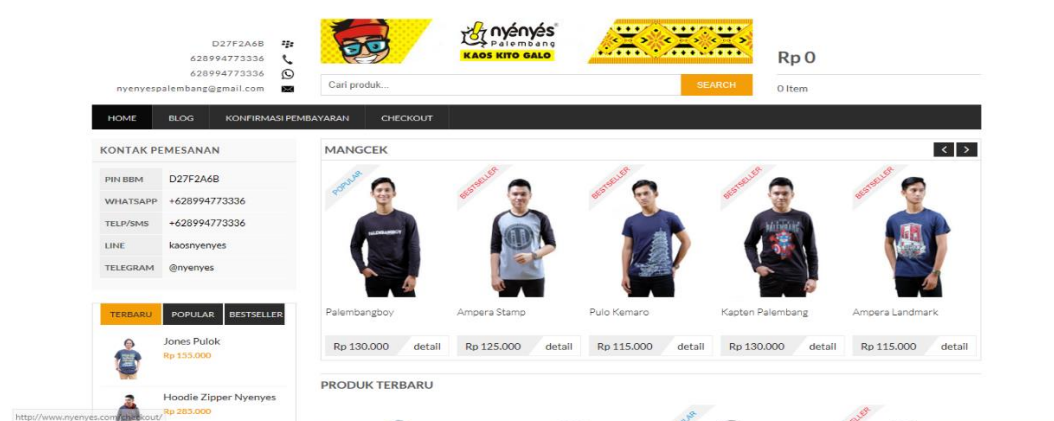 D27F2A6B
628994773336
628994773336
nyenyespalembang@gmail.com
nyényés
Palembang
KAOS KITO GALO
Cari produk...
SEARCH
Rp 0
0 Item
HOME BLOG KONFIRMASI PEMBAYARAN CHECKOUT
KONTAK PEMESANAN
PIN BBM D27F2A6B
WHATSAPP +628994773336
TELP/SMS +628994773336
LINE kaosnyenyes
TELEGRAM @nyenyes
TERBARU POPULAR BESTSELLER
Jones Pulok
Rp 155.000
Hoodie Zipper Nyenyes
Rp 285.000
MANGCEK
POPULAR
BESTSELLER
BESTSELLER
BESTSELLER
BESTSELLER
PALEMBANGBOY
Palembangboy
Ampera Stamp
Pulo Kemaro
Kapten Palembang
Ampera Landmark
Rp 130.000 detail
Rp 125.000 detail
Rp 115.000 detail
Rp 130.000 detail
Rp 115.000 detail
PRODUK TERBARU
http://www.nyenyes.com/checkout/